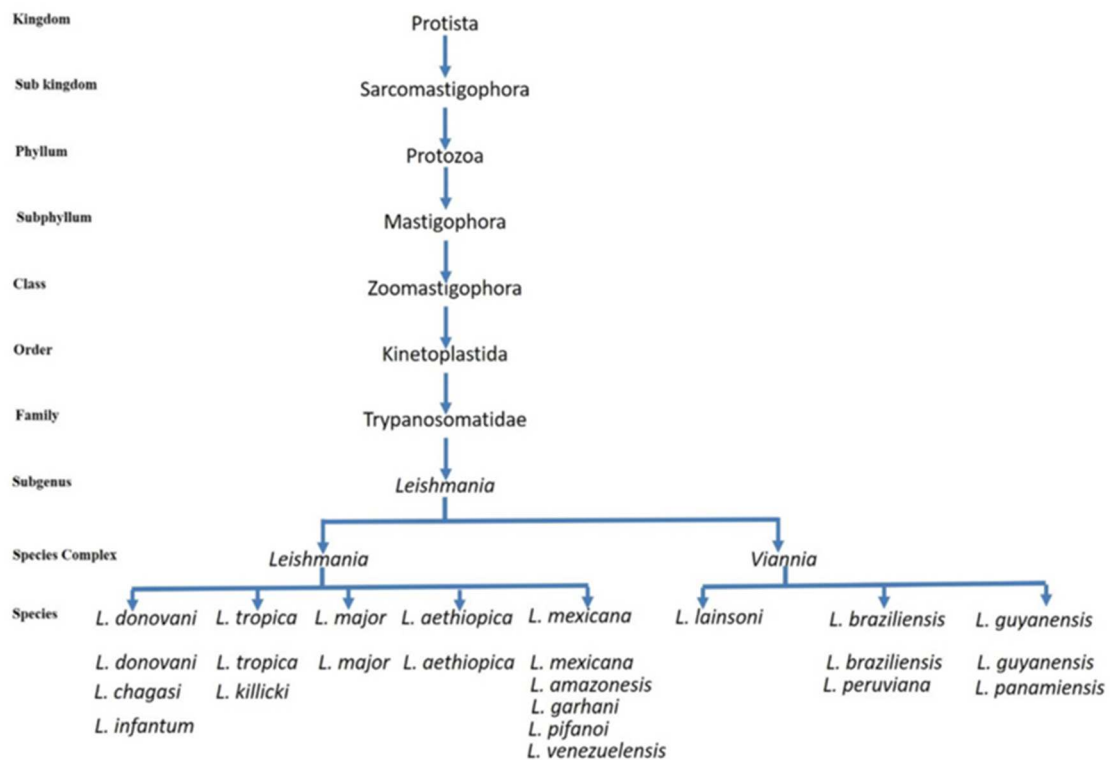 Kingdom Protista
Sub kingdom Sarcomastigophora
Phyllum Protozoa
Subphyllum Mastigophora
Class Zoomastigophora
Order Kinetoplastida
Family Trypanosomatidae
Subgenus Leishmania
Species Complex Leishmania Viannia
Species L. donovani L. tropica L. major L. aethiopica L. mexicana L. lainsoni L. braziliensis L. guyanensis
L. donovani L. tropica L. major L. aethiopica L. mexicana L. braziliensis L. guyanensis
L. chagasi L. killicki L. amazonesis L. peruviana L. panamiensis
L. garhani
L. infantum L. pifanoi
L. venezuelensis